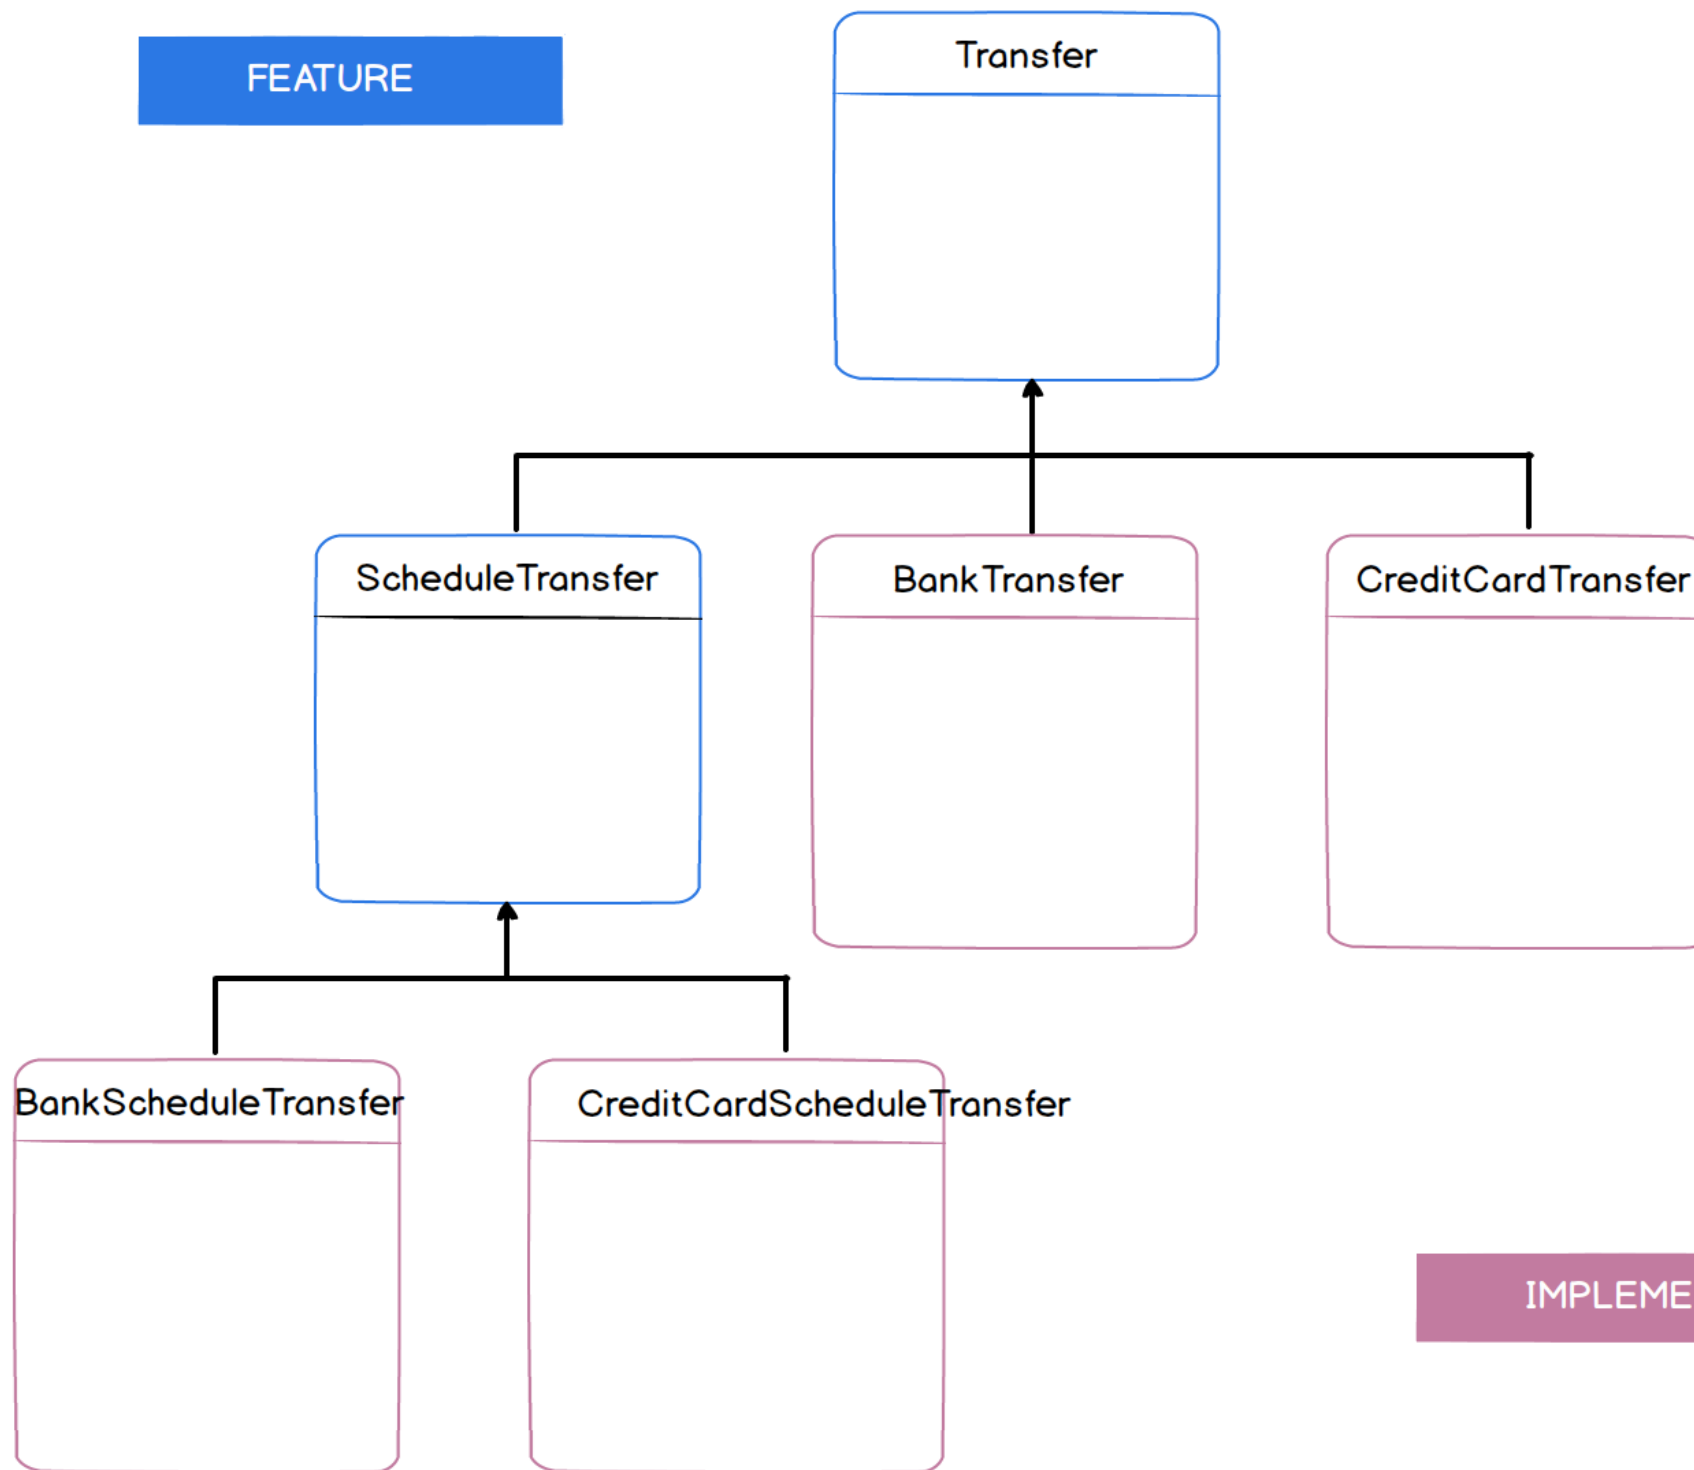 FEATURE
Transfer
ScheduleTransfer
BankTransfer
CreditCardTransfer
BankScheduleTransfer
CreditCardScheduleTransfer
IMPLEME